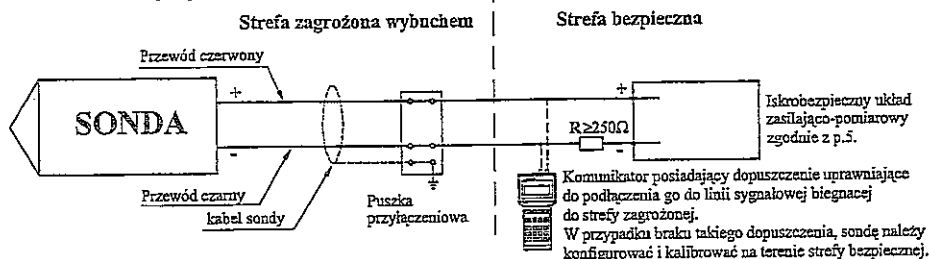 Strefa zagrożona wybuchem
Strefa bezpieczna
Przewód czerwony
+
+
SONDA
Iskrobezpieczny układ
zasilająco-pomiarowy
zgodnie z p.5.
R≥250Ω
-
-
Przewód czarny
kabel sondy
Puszka
przyłączeniowa
Komunikator posiadający dopuszczenie uprawniające
do podłączenia go do linii sygnałowej biegnacej
do strefy zagrożonej.
W przypadku braku takiego dopuszczenia, sondę należy
konfigurować i kalibrować na terenie strefy bezpiecznej.